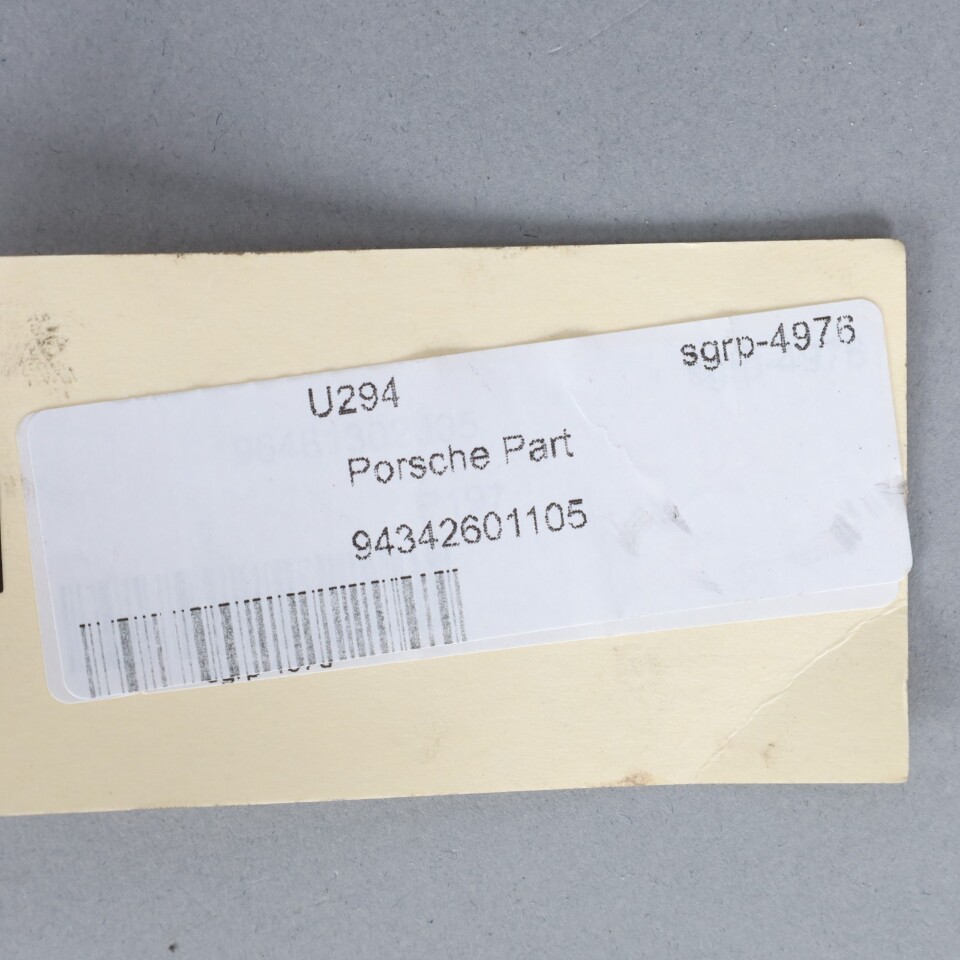 sgrp-4976
U294
Porsche Part
94342601105